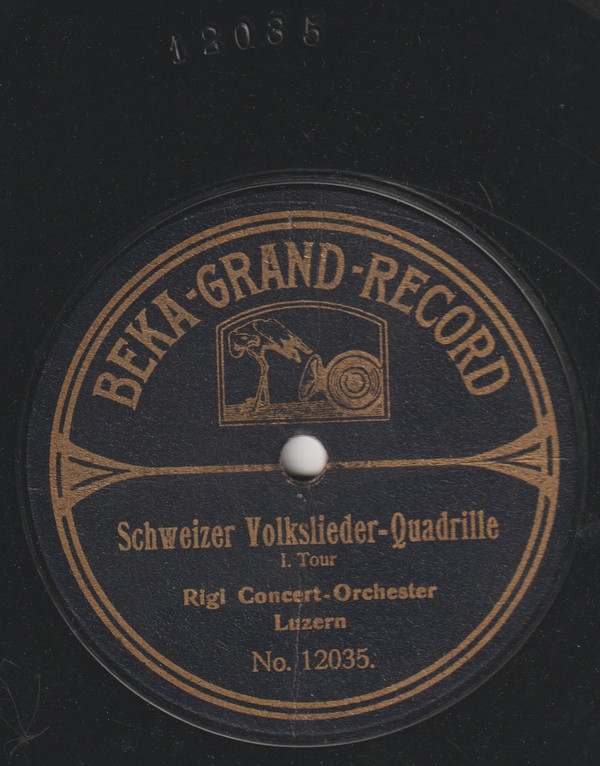 12035
BEKA-GRAND-RECORD
Schweizer Volkslieder-Quadrille
I. Tour
Rigi Concert-Orchester
Luzern
No. 12035.